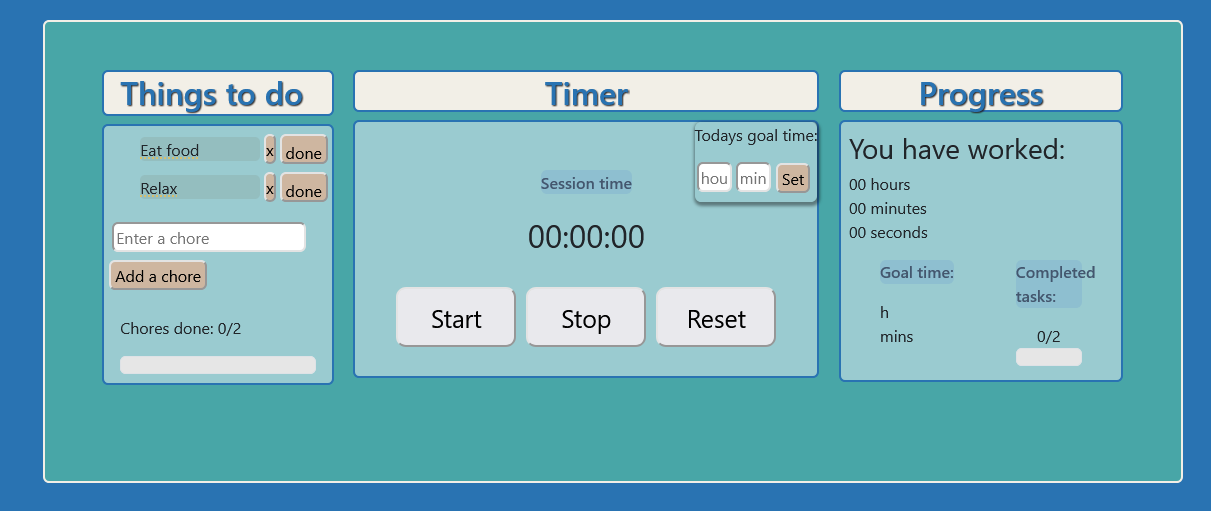 Things to do
Eat food x done
Relax x done
Enter a chore
Add a chore
Chores done: 0/2
Timer
Todays goal time:
hou min Set
Session time
00:00:00
Start Stop Reset
Progress
You have worked:
00 hours
00 minutes
00 seconds
Goal time:
h
mins
Completed
tasks:
0/2